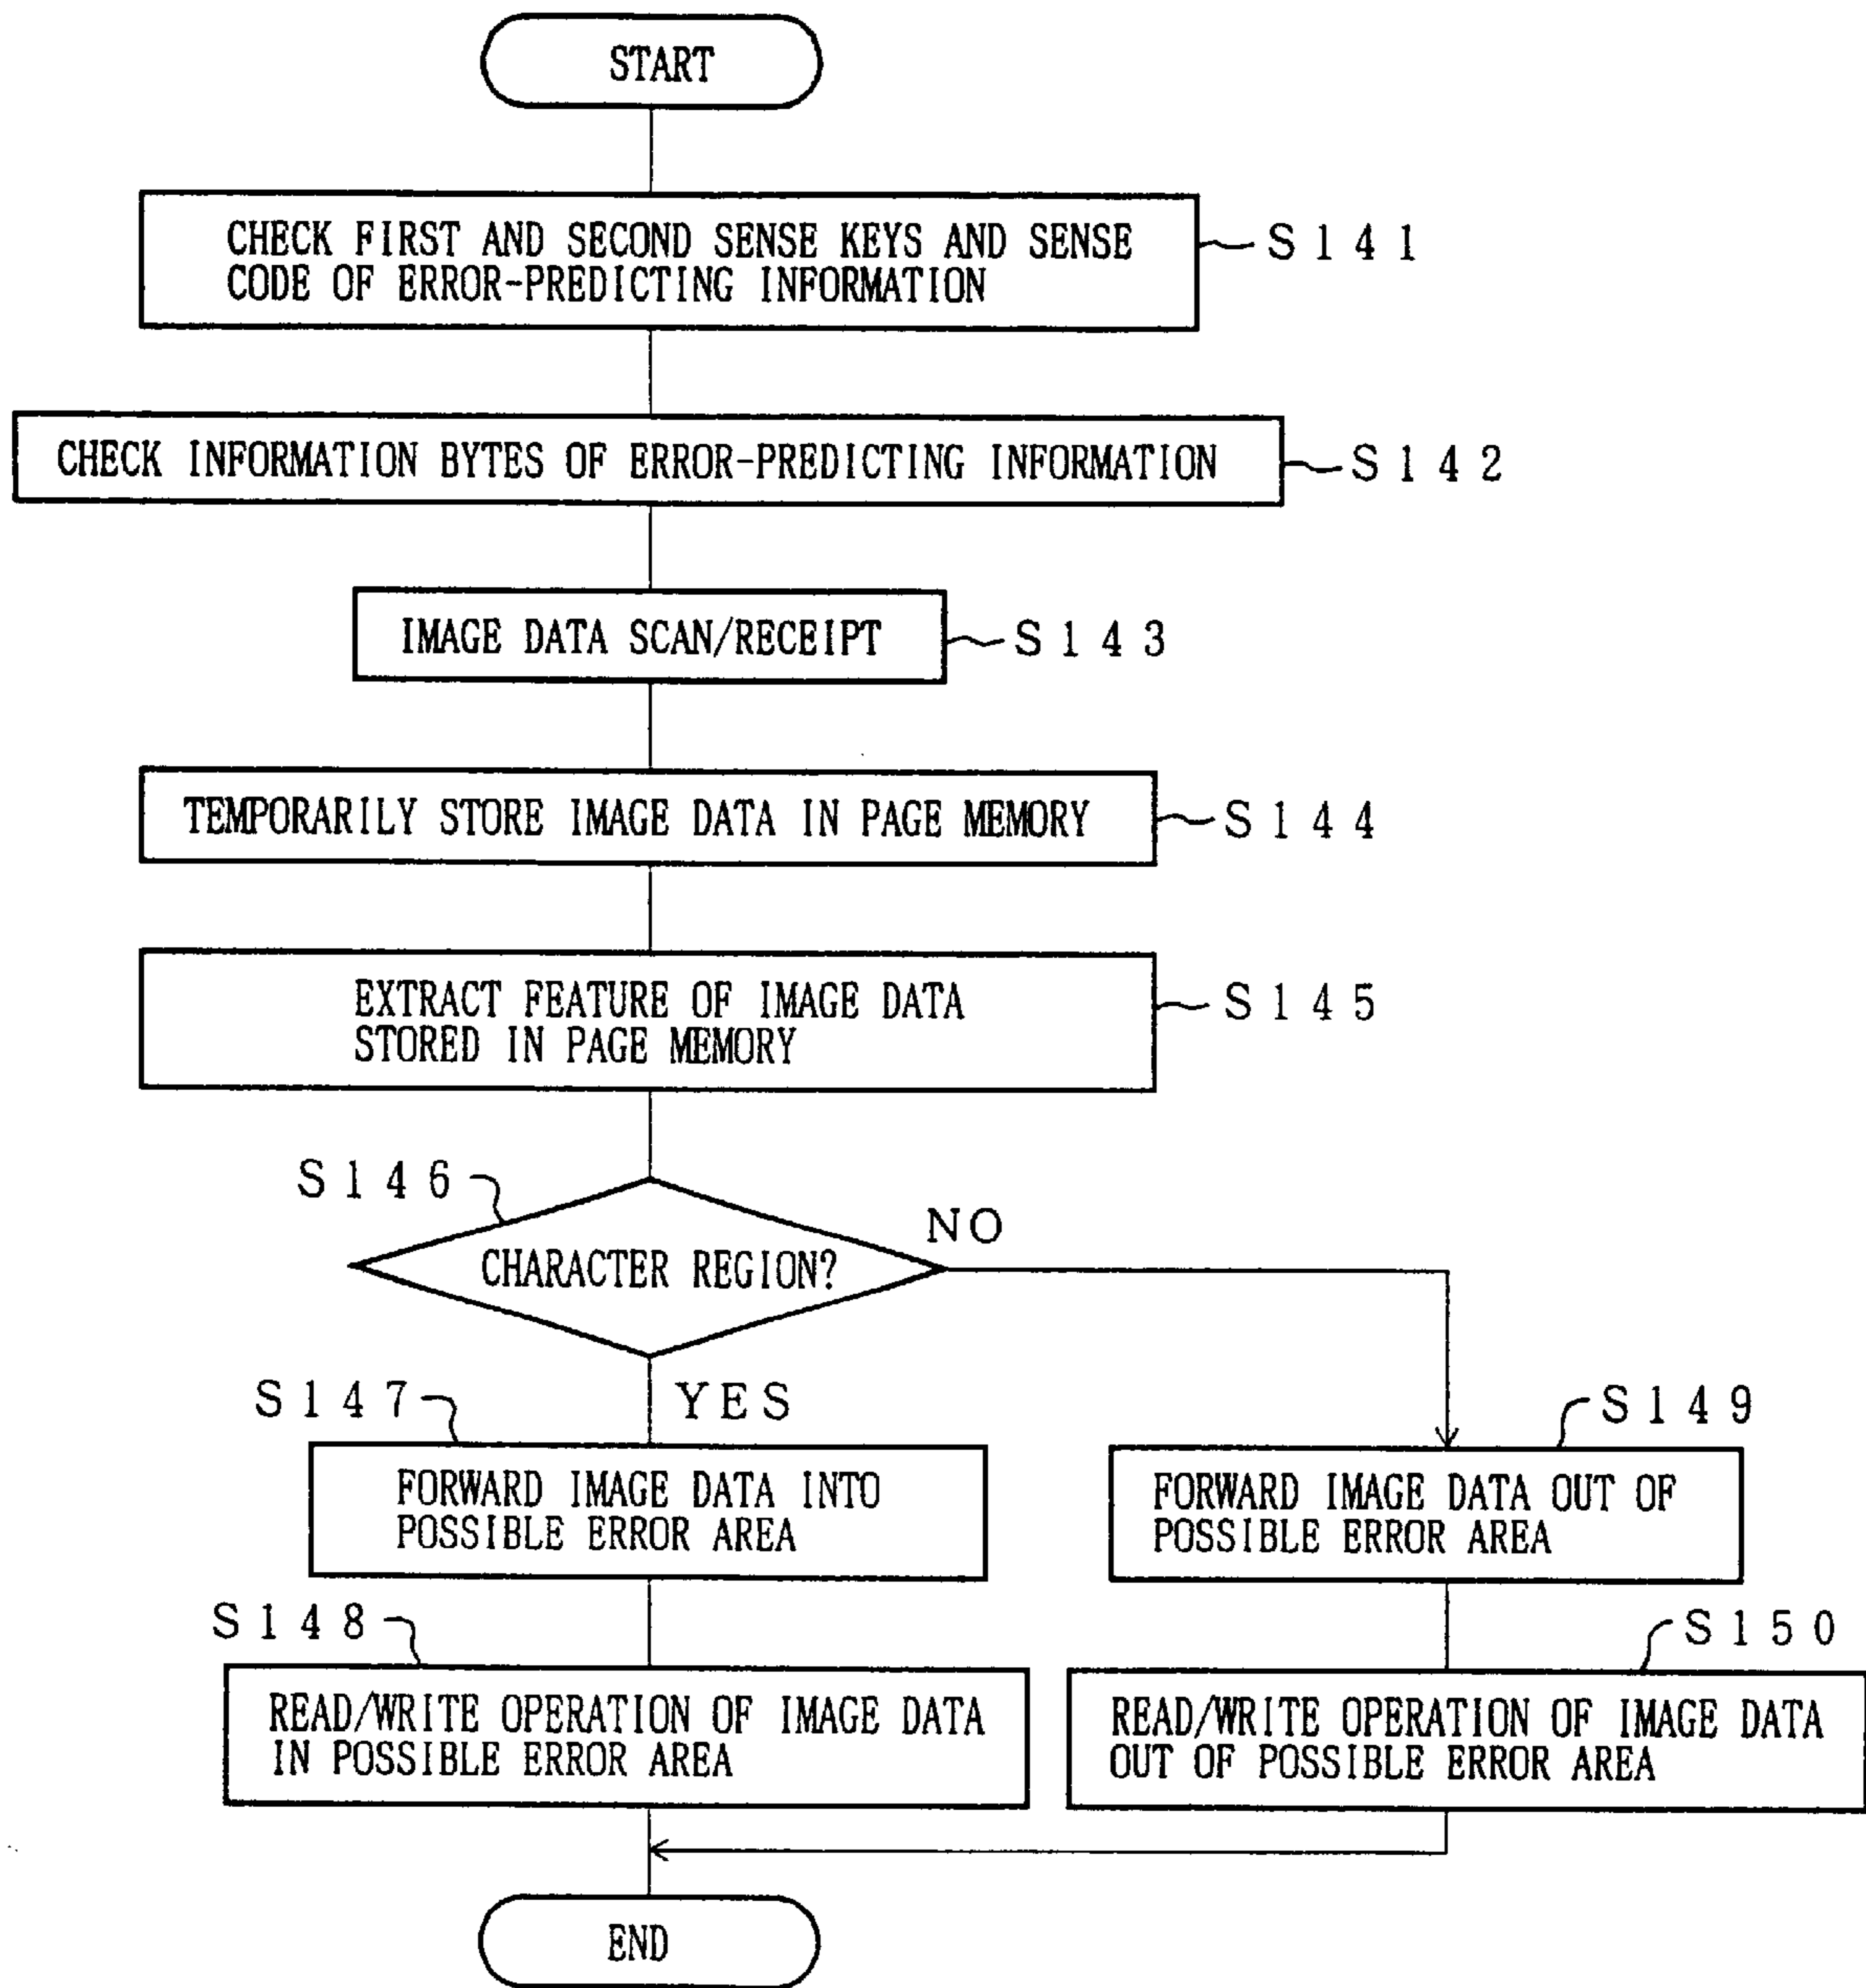 START
CHECK FIRST AND SECOND SENSE KEYS AND SENSE
CODE OF ERROR-PREDICTING INFORMATION
S141
CHECK INFORMATION BYTES OF ERROR-PREDICTING INFORMATION
S142
IMAGE DATA SCAN/RECEIPT
S143
TEMPORARILY STORE IMAGE DATA IN PAGE MEMORY
S144
EXTRACT FEATURE OF IMAGE DATA
STORED IN PAGE MEMORY
S145
S146
CHARACTER REGION?
NO
YES
S147
FORWARD IMAGE DATA INTO
POSSIBLE ERROR AREA
S149
FORWARD IMAGE DATA OUT OF
POSSIBLE ERROR AREA
S148
READ/WRITE OPERATION OF IMAGE DATA
IN POSSIBLE ERROR AREA
S150
READ/WRITE OPERATION OF IMAGE DATA
OUT OF POSSIBLE ERROR AREA
END